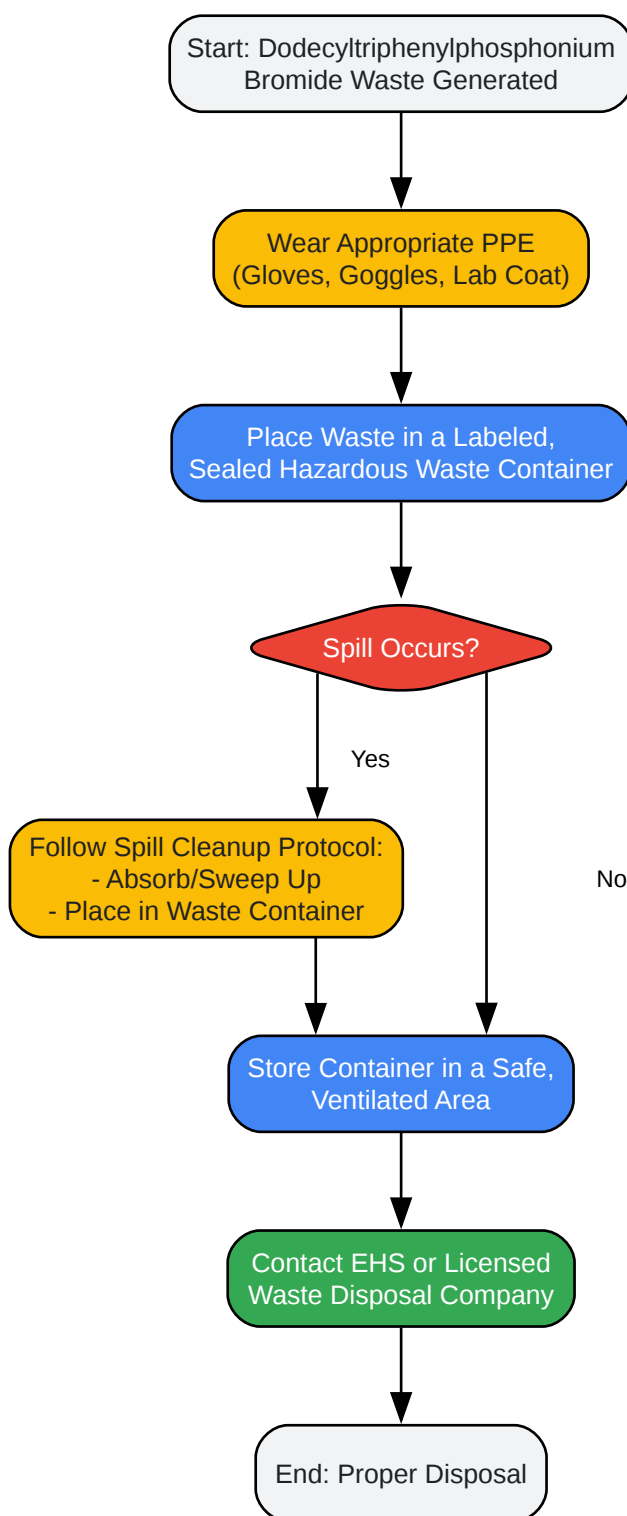 Start: Dodecyltriphenylphosphonium
Bromide Waste Generated
Wear Appropriate PPE
(Gloves, Goggles, Lab Coat)
Place Waste in a Labeled,
Sealed Hazardous Waste Container
Spill Occurs?
Yes
Follow Spill Cleanup Protocol:
- Absorb/Sweep Up
- Place in Waste Container
No
Store Container in a Safe,
Ventilated Area
Contact EHS or Licensed
Waste Disposal Company
End: Proper Disposal